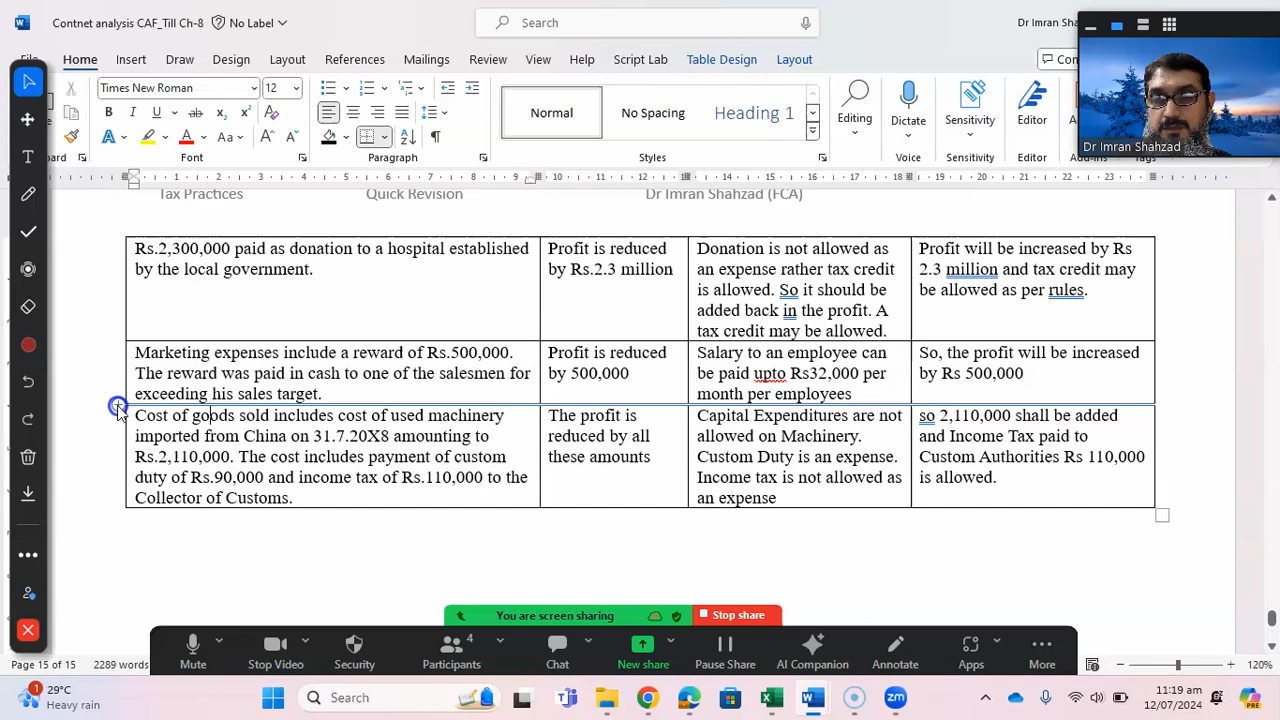 Contnet analysis CAF_Till Ch-8
No Label
Search
Dr Imran Sha
File
Home
Insert
Draw
Design
Layout
References
Mailings
Review
View
Help
Script Lab
Table Design
Layout
Times New Roman
12
Normal
No Spacing
Heading 1
Editing
Dictate
Sensitivity
Editor
Add-ins
Font
Paragraph
Styles
Voice
Sensitivity
Editor
Dr Imran Shahzad
Tax Practices
Quick Revision
Dr Imran Shahzad (FCA)
Rs.2,300,000 paid as donation to a hospital established
by the local government.
Profit is reduced
by Rs.2.3 million
Donation is not allowed as
an expense rather tax credit
is allowed. So it should be
added back in the profit. A
tax credit may be allowed.
Profit will be increased by Rs
2.3 million and tax credit may
be allowed as per rules.
Marketing expenses include a reward of Rs.500,000.
The reward was paid in cash to one of the salesmen for
exceeding his sales target.
Profit is reduced
by 500,000
Salary to an employee can
be paid upto Rs32,000 per
month per employees
So, the profit will be increased
by Rs 500,000
Cost of goods sold includes cost of used machinery
imported from China on 31.7.20X8 amounting to
Rs.2,110,000. The cost includes payment of custom
duty of Rs.90,000 and income tax of Rs.110,000 to the
Collector of Customs.
The profit is
reduced by all
these amounts
Capital Expenditures are not
allowed on Machinery.
Custom Duty is an expense.
Income tax is not allowed as
an expense
so 2,110,000 shall be added
and Income Tax paid to
Custom Authorities Rs 110,000
is allowed.
You are screen sharing
Stop share
Mute
Stop Video
Security
Participants
4
Chat
New share
Pause Share
AI Companion
Annotate
Apps
More
Page 15 of 15
2289 words
120%
1
29°C
Heavy rain
Search
11:19 am
12/07/2024